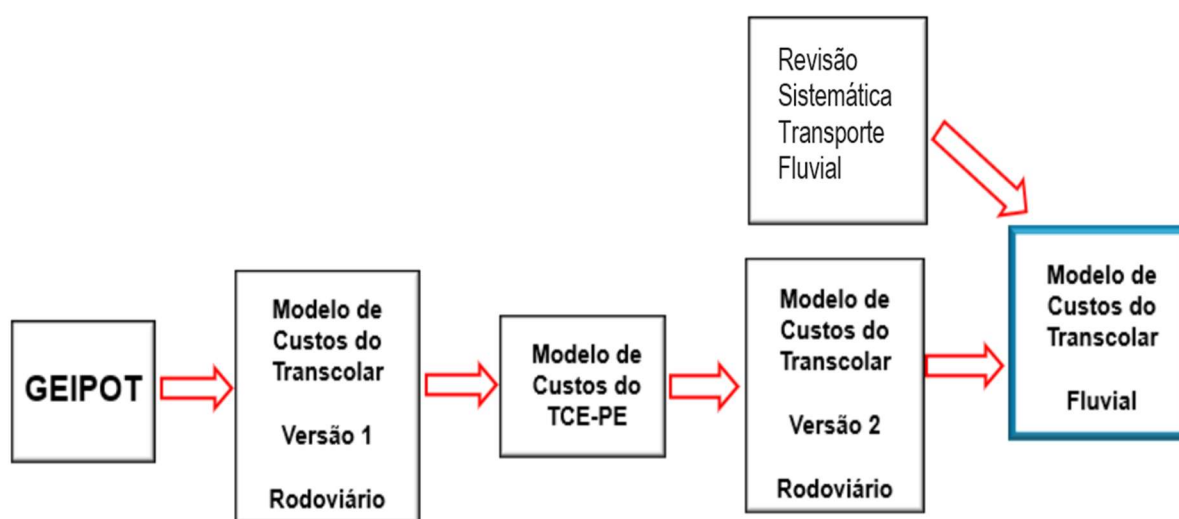 Revisão
Sistemática
Transporte
Fluvial
GEIPOT
Modelo de
Custos do
Transcolar
Versão 1
Rodoviário
Modelo de
Custos do
TCE-PE
Modelo de
Custos do
Transcolar
Versão 2
Rodoviário
Modelo de
Custos do
Transcolar
Fluvial